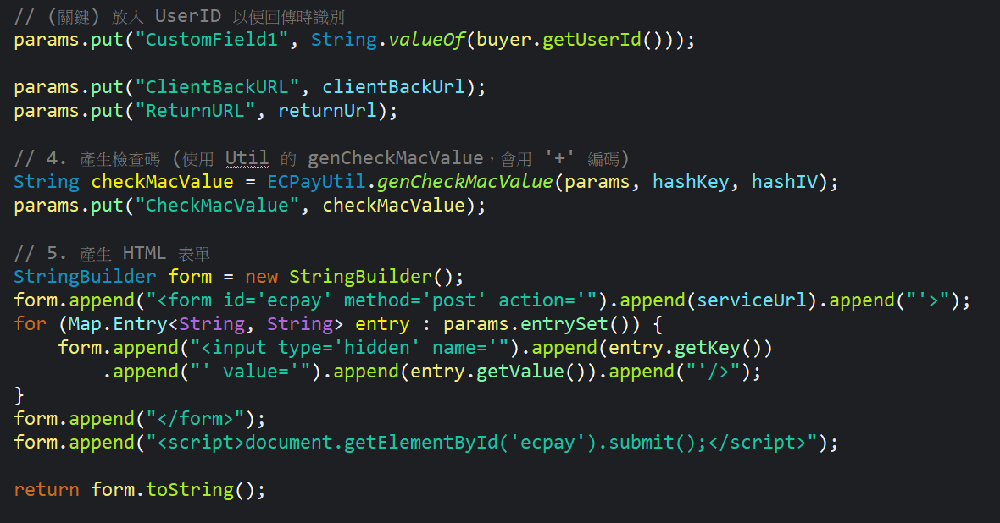 // (關鍵) 放入 UserID 以便回傳時識別
params.put("CustomField1", String.valueOf(buyer.getUserId()));
params.put("ClientBackURL", clientBackUrl);
params.put("ReturnURL", returnUrl);
// 4. 產生檢查碼 (使用 Util 的 genCheckMacValue，會用 '+' 編碼)
String checkMacValue = ECPayUtil.genCheckMacValue(params, hashKey, hashIV);
params.put("CheckMacValue", checkMacValue);
// 5. 產生 HTML 表單
StringBuilder form = new StringBuilder();
form.append("<form id='ecpay' method='post' action='").append(serviceUrl).append("'>");
for (Map.Entry<String, String> entry : params.entrySet()) {
    form.append("<input type='hidden' name='").append(entry.getKey())
        .append("' value='").append(entry.getValue()).append("'/>");
}
form.append("</form>");
form.append("<script>document.getElementById('ecpay').submit();</script>");
return form.toString();